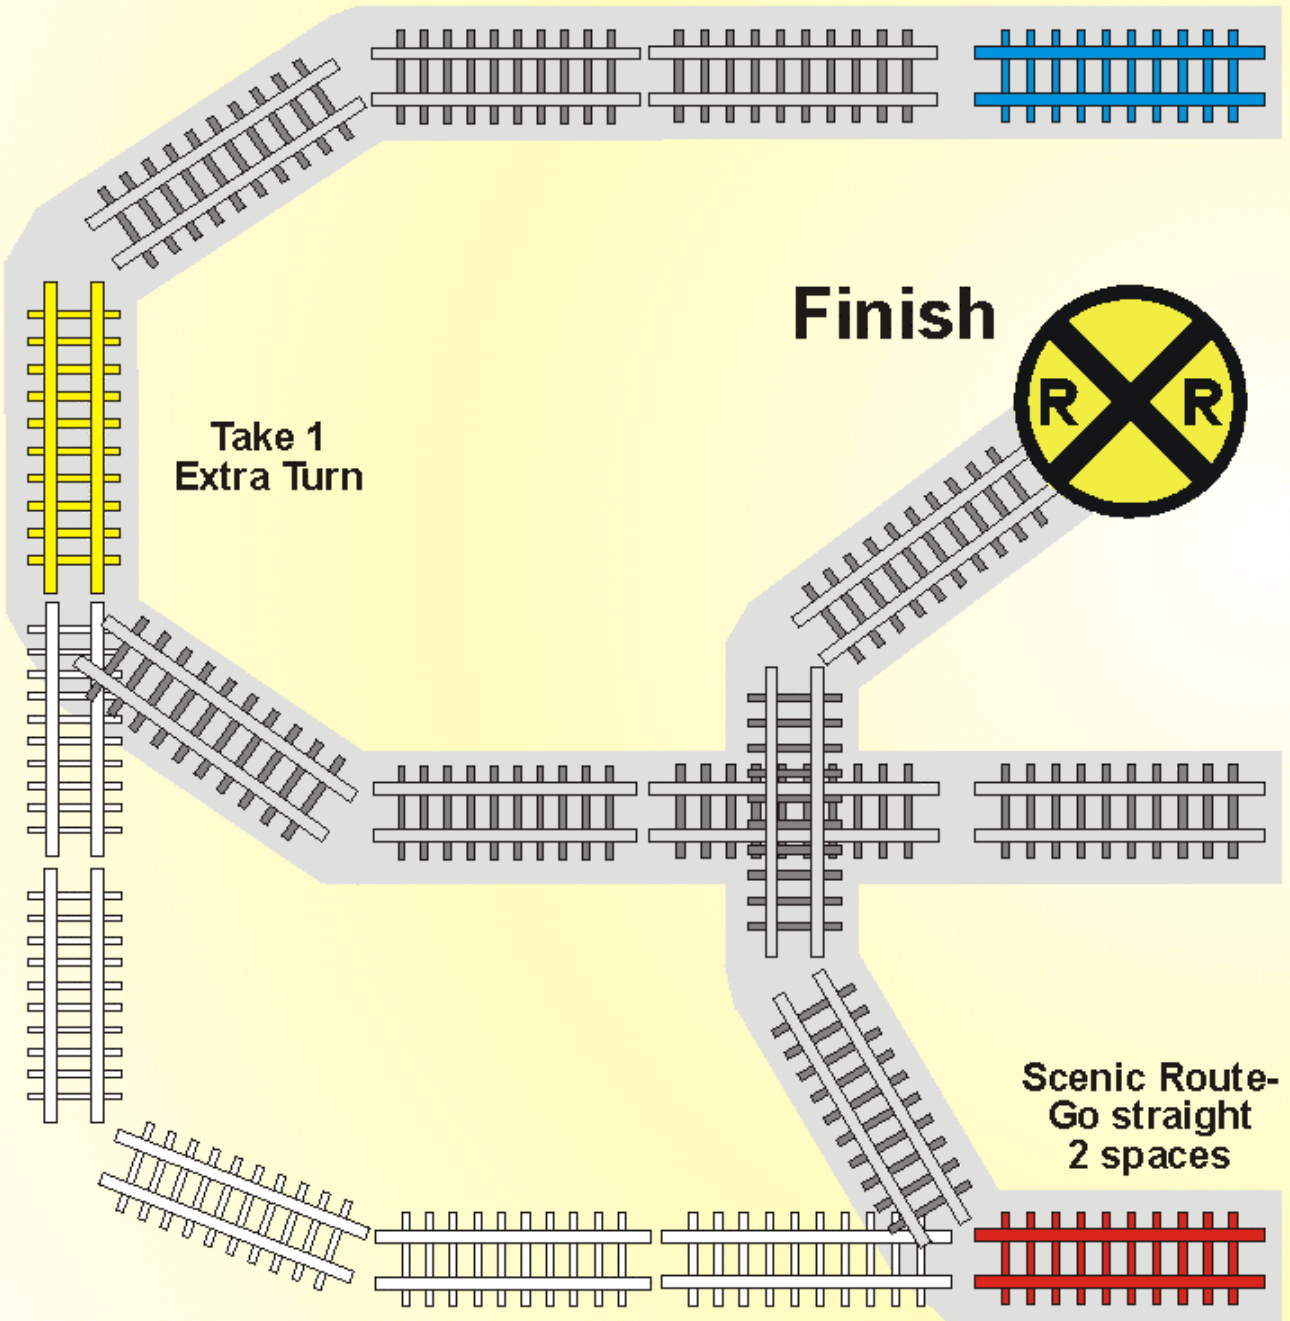 Finish
R R
Take 1
Extra Turn
Scenic Route-
Go straight
2 spaces